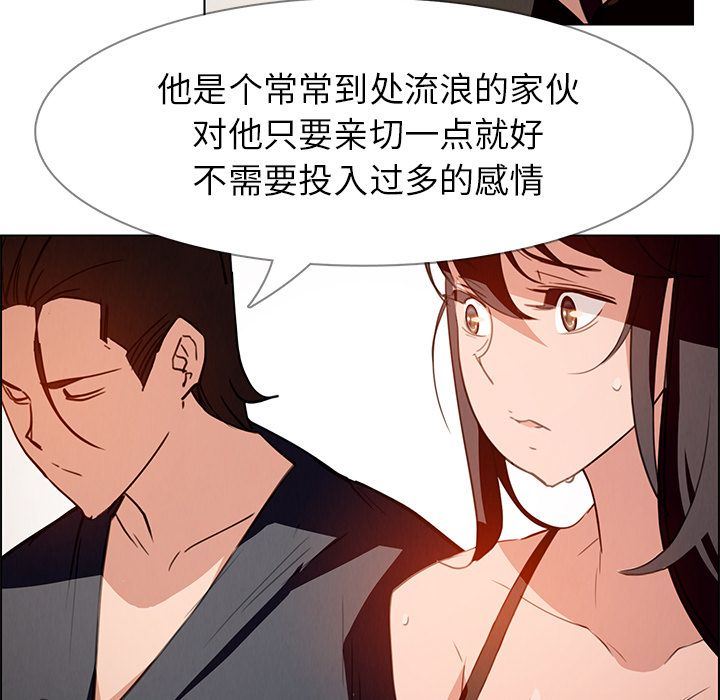 他是个常常到处流浪的家伙
对他只要亲切一点就好
不需要投入过多的感情